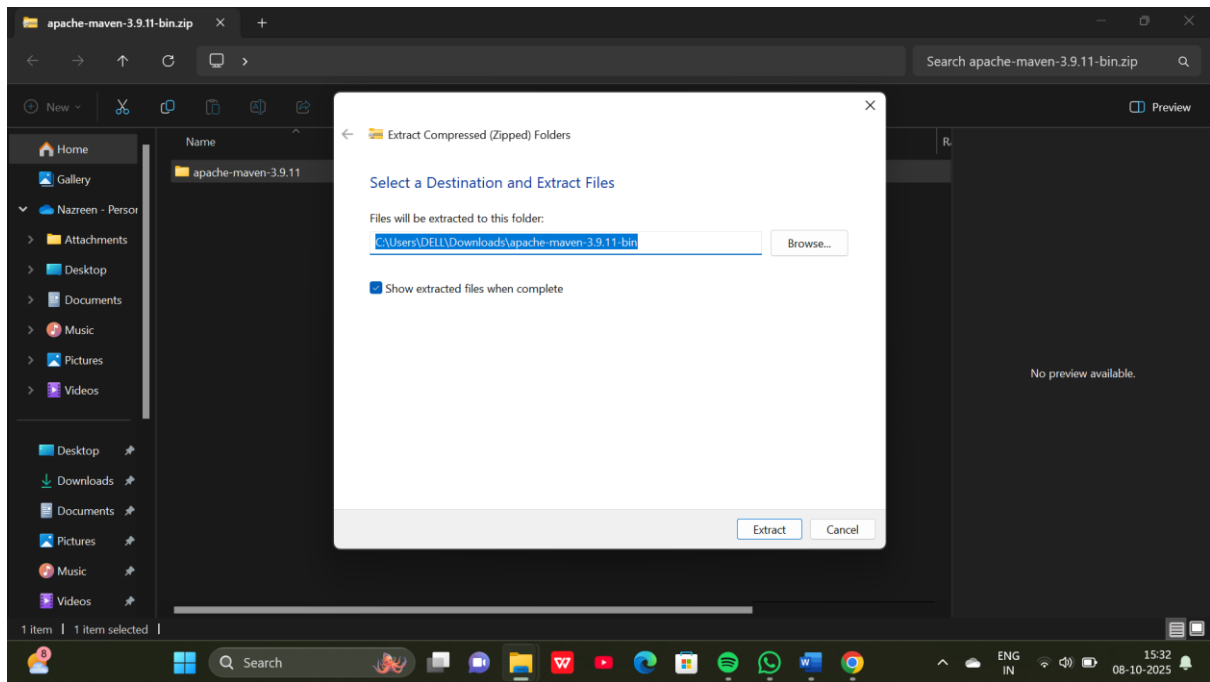 apache-maven-3.9.11-bin.zip
Search apache-maven-3.9.11-bin.zip
New
Preview
Name
R
Home
Gallery
Nazreen - Person
Attachments
Desktop
Documents
Music
Pictures
Videos
Desktop
Downloads
Documents
Pictures
Music
Videos
apache-maven-3.9.11
Extract Compressed (Zipped) Folders
Select a Destination and Extract Files
Files will be extracted to this folder:
C:\Users\DELL\Downloads\apache-maven-3.9.11-bin
Browse...
Show extracted files when complete
Extract Cancel
No preview available.
1 item 1 item selected
8
Search
W
W
ENG
IN
15:32
08-10-2025